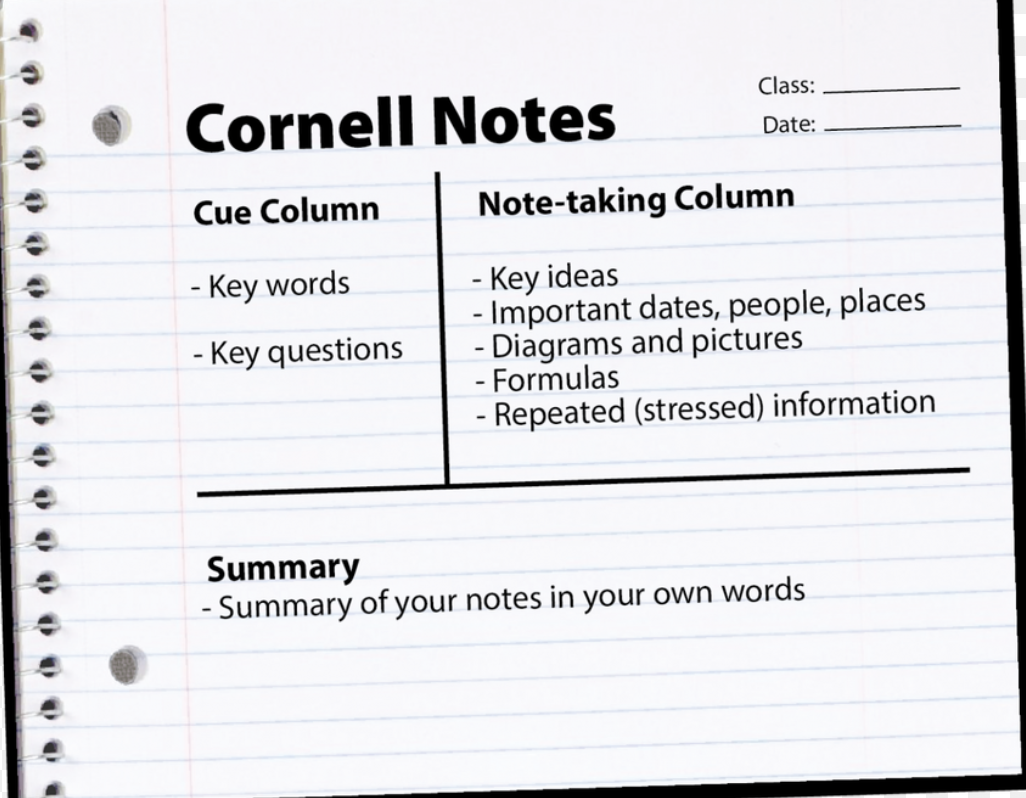 Cornell Notes
Class:
Date:
Cue Column
- Key words
- Key questions
Note-taking Column
- Key ideas
- Important dates, people, places
- Diagrams and pictures
- Formulas
- Repeated (stressed) information
Summary
- Summary of your notes in your own words